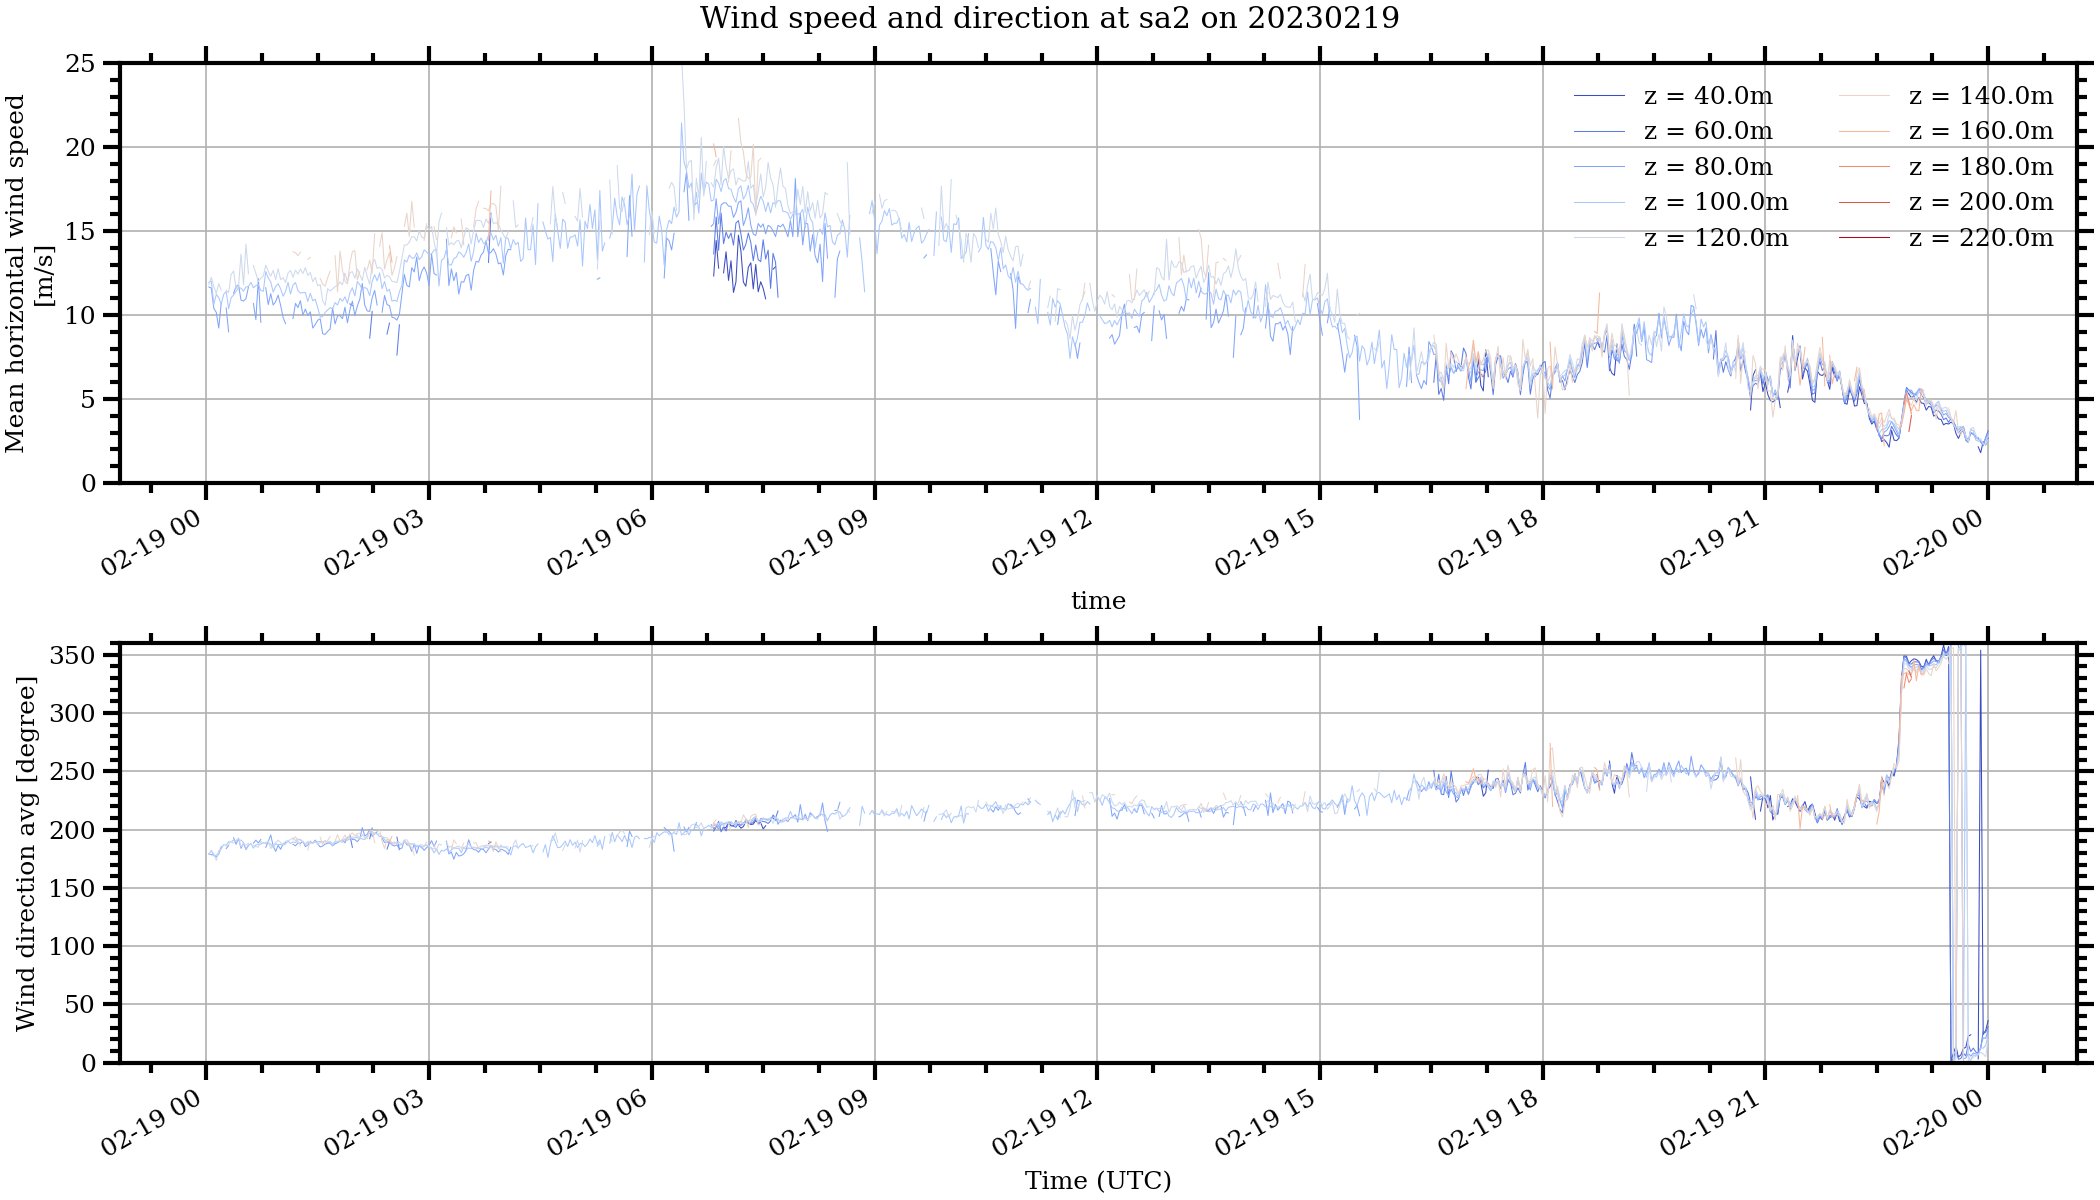 Wind speed and direction at sa2 on 20230219
Mean horizontal wind speed
[m/s]
25
20
15
10
5
0
z = 40.0m
z = 60.0m
z = 80.0m
z = 100.0m
z = 120.0m
z = 140.0m
z = 160.0m
z = 180.0m
z = 200.0m
z = 220.0m
02-19 00
02-19 03
02-19 06
02-19 09
02-19 12
02-19 15
02-19 18
02-19 21
02-20 00
time
Wind direction avg [degree]
350
300
250
200
150
100
50
0
02-19 00
02-19 03
02-19 06
02-19 09
02-19 12
02-19 15
02-19 18
02-19 21
02-20 00
Time (UTC)